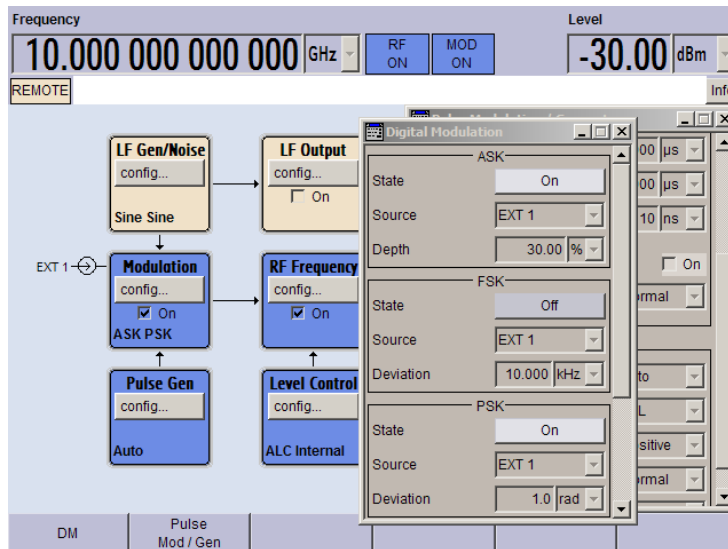 Frequency
Level
10.000 000 000 000 GHz
RF ON
MOD ON
-30.00 dBm
REMOTE
Info
LF Gen/Noise
config...
Sine Sine
LF Output
config...
On
EXT 1
Modulation
config...
On
ASK PSK
RF Frequency
config...
On
Pulse Gen
config...
Auto
Level Control
config...
ALC Internal
Digital Modulation
ASK
State On
Source EXT 1
Depth 30.00 %
FSK
State Off
Source EXT 1
Deviation 10.000 kHz
PSK
State On
Source EXT 1
Deviation 1.0 rad
00 µs
00 µs
10 ns
On
DM
Pulse
Mod / Gen